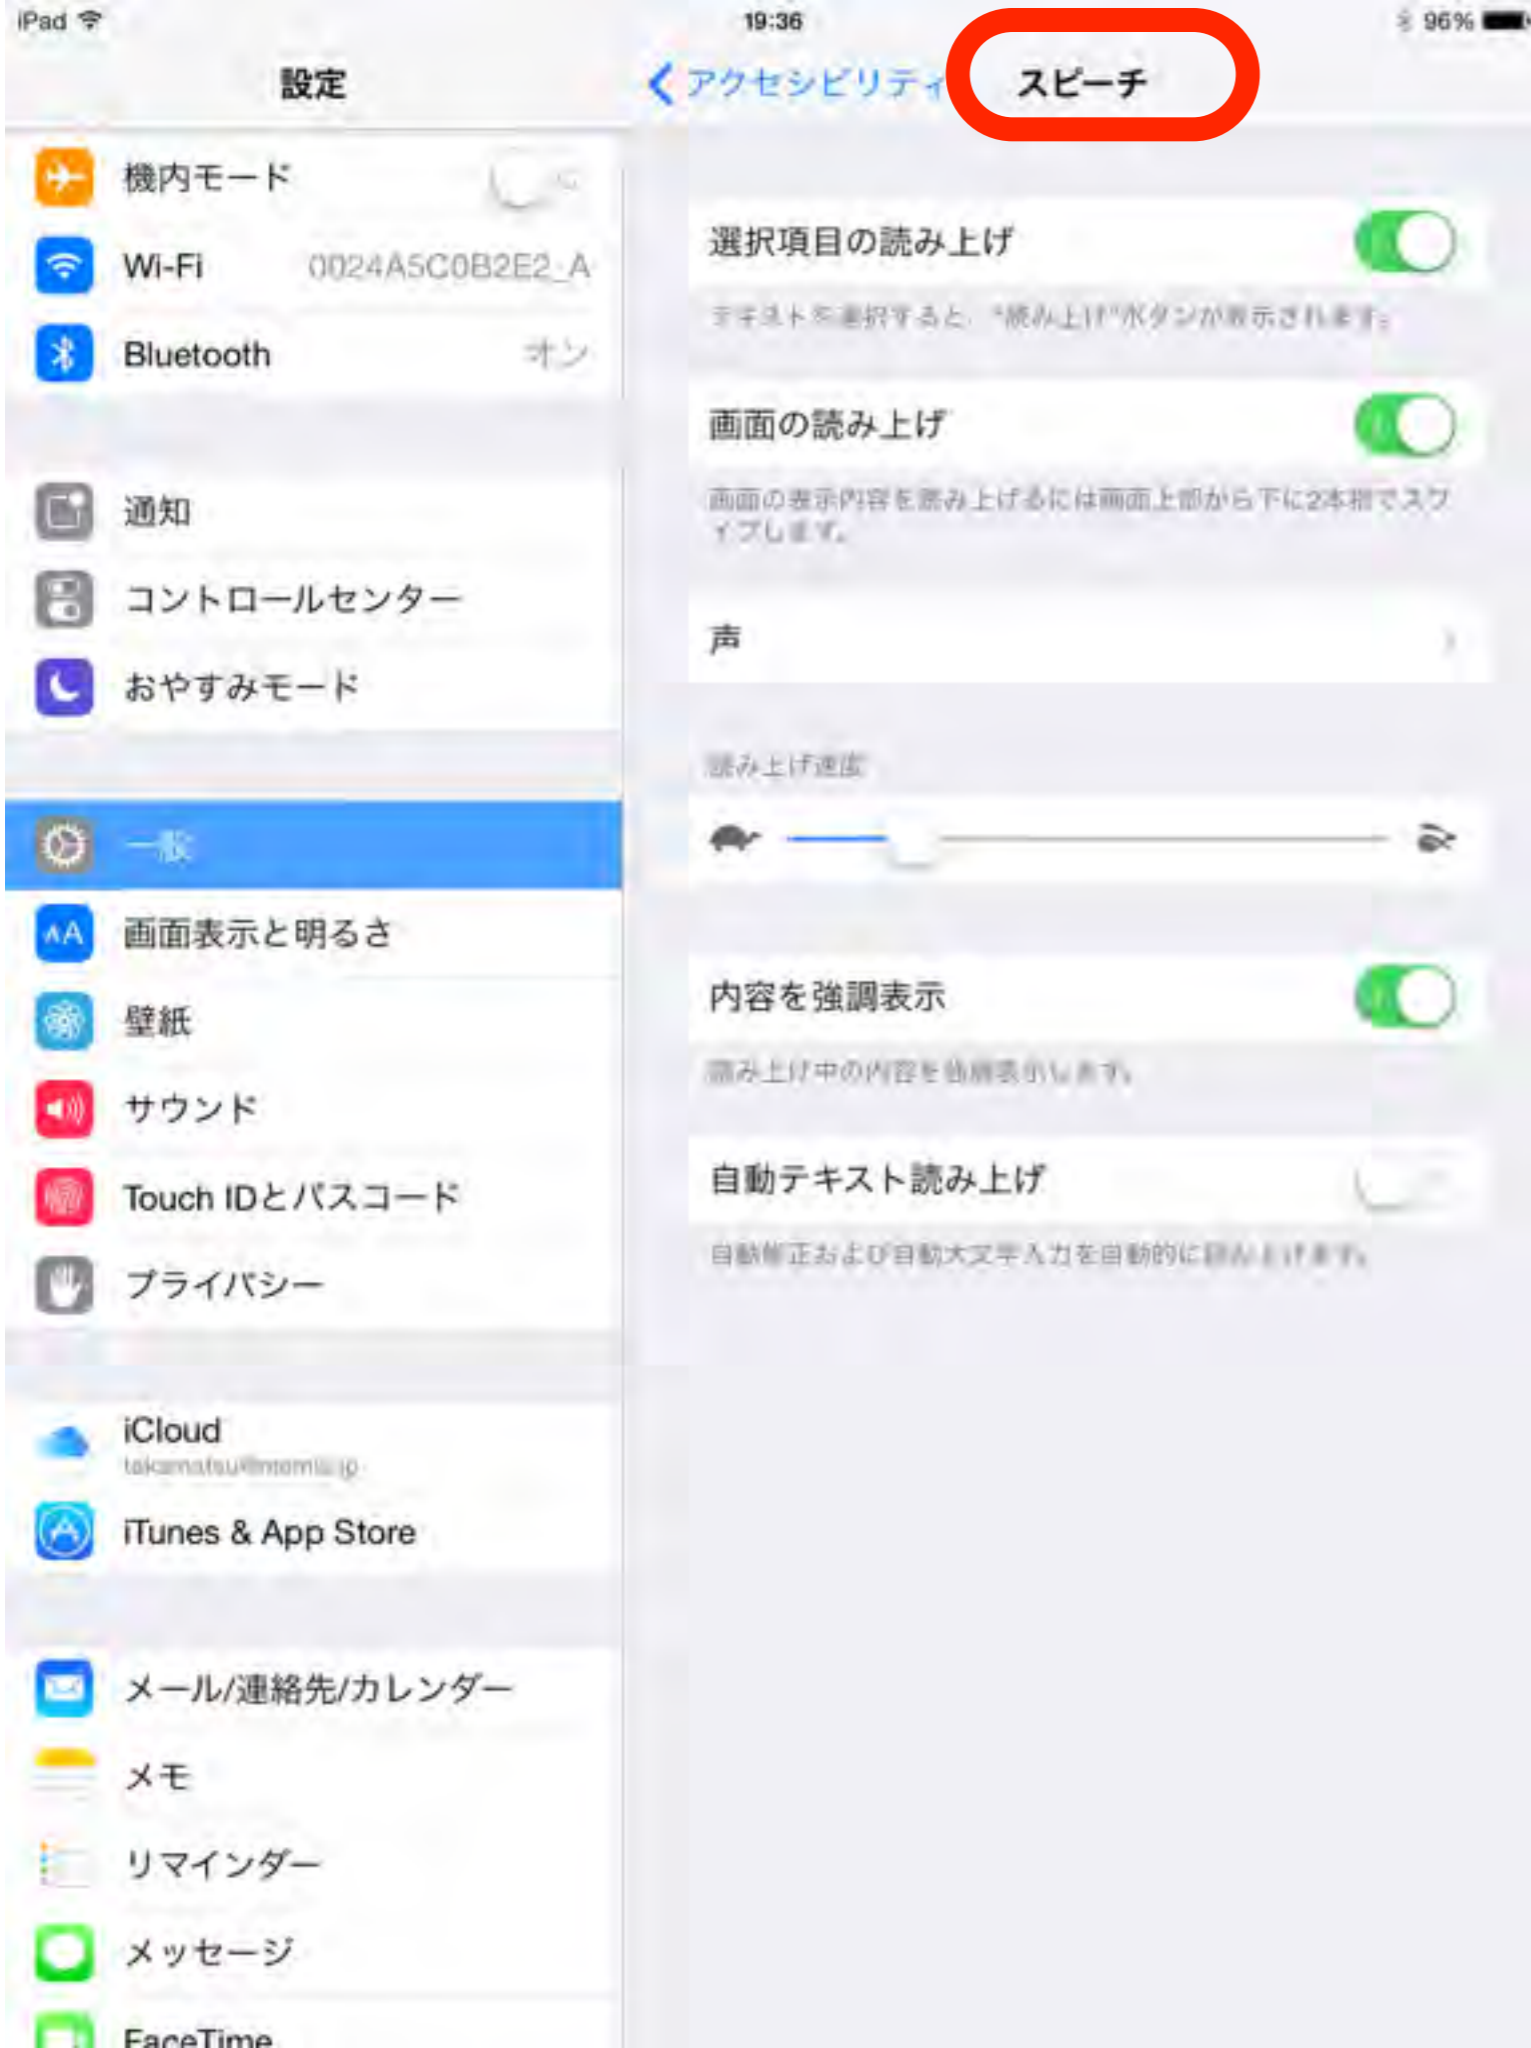 iPad
19:36
96%
設定
アクセシビリティ
スピーチ
機内モード
Wi-Fi 0024A5C0B2E2_A
Bluetooth オン
通知
コントロールセンター
おやすみモード
一般
画面表示と明るさ
壁紙
サウンド
Touch IDとパスコード
プライバシー
iCloud
iTunes & App Store
メール/連絡先/カレンダー
メモ
リマインダー
メッセージ
FaceTime
選択項目の読み上げ
テキストを選択すると、"読み上げ"ボタンが表示されます。
画面の読み上げ
画面の表示内容を読み上げるには画面上部から下に2本指でスワ
イプします。
声
読み上げ速度
内容を強調表示
読み上げ中の内容を強調表示します。
自動テキスト読み上げ
自動修正および自動大文字入力を自動的に読み上げます。